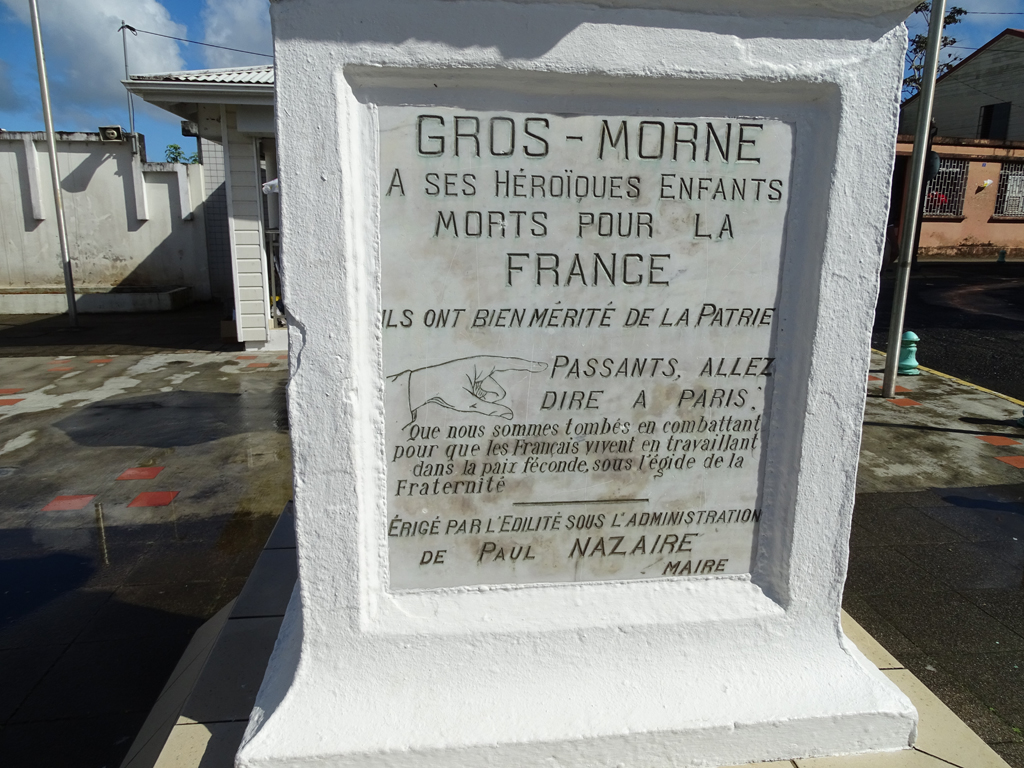 GROS - MORNE
A SES HÉROÏQUES ENFANTS
MORTS POUR LA
FRANCE
ILS ONT BIEN MÉRITÉ DE LA PATRIE
PASSANTS, ALLEZ
DIRE A PARIS.
Que nous sommes tombés en combattant
pour que les Français vivent en travaillant
dans la paix féconde, sous l'égide de la
Fraternité
ÉRIGÉ PAR L'EDILITÉ SOUS L'ADMINISTRATION
DE PAUL NAZAIRE
MAIRE